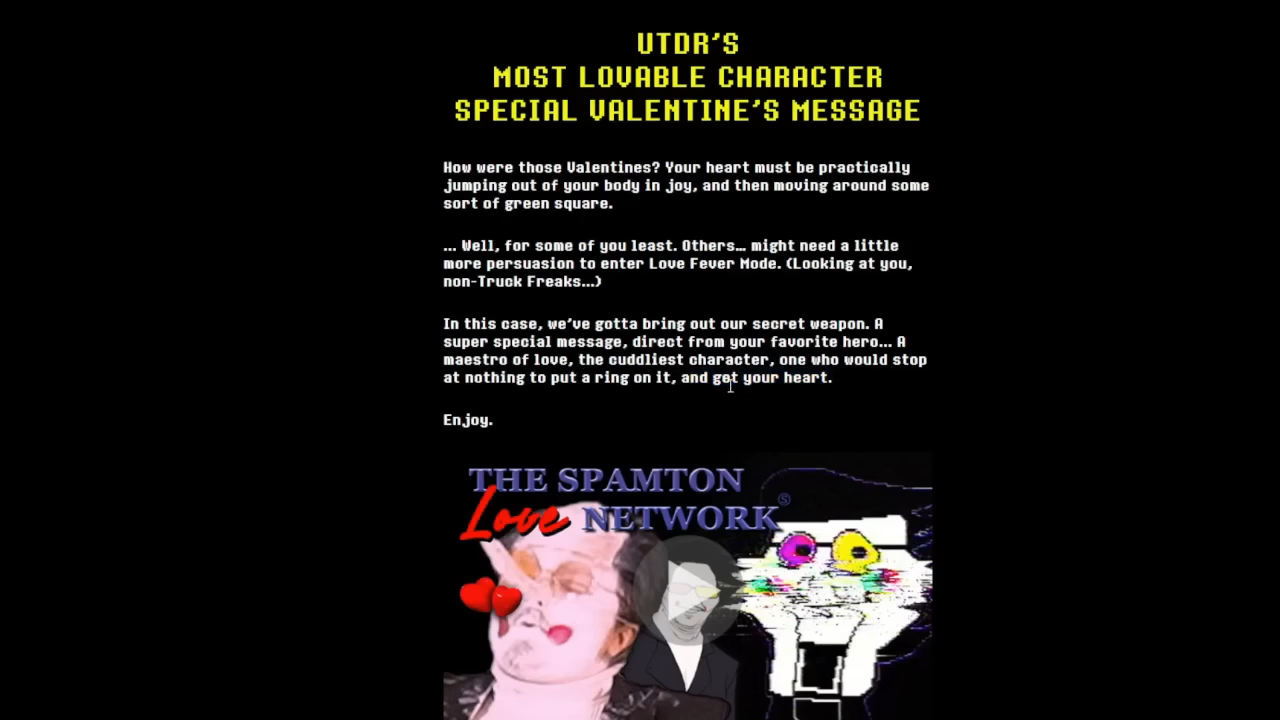 UTDR'S
MOST LOVABLE CHARACTER
SPECIAL VALENTINE'S MESSAGE
How were those Valentines? Your heart must be practically
jumping out of your body in joy, and then moving around some
sort of green square.
... Well, for some of you least. Others... might need a little
more persuasion to enter Love Fever Mode. (Looking at you,
non-Truck Freaks...)
In this case, we've gotta bring out our secret weapon. A
super special message, direct from your favorite hero... A
maestro of love, the cuddliest character, one who would stop
at nothing to put a ring on it, and get your heart.
Enjoy.
THE SPAMTON
Love NETWORK Ⓢ